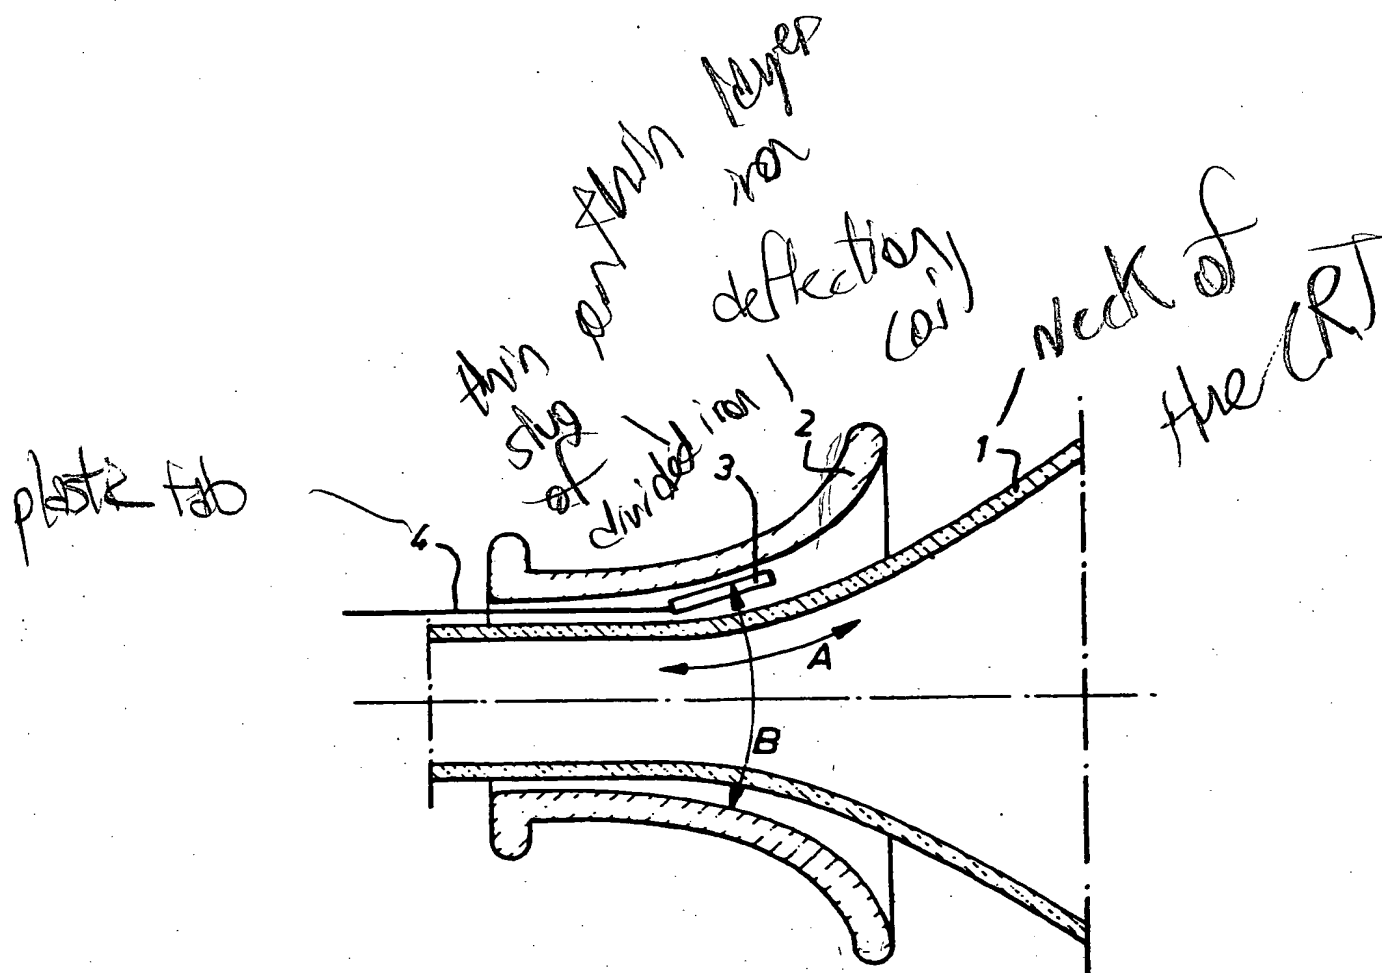 thin
slug
of
divided iron
or thin layer
iron
deflection
coil
Neck of
the CRT
plastic tab
1
2
3
4
A
B